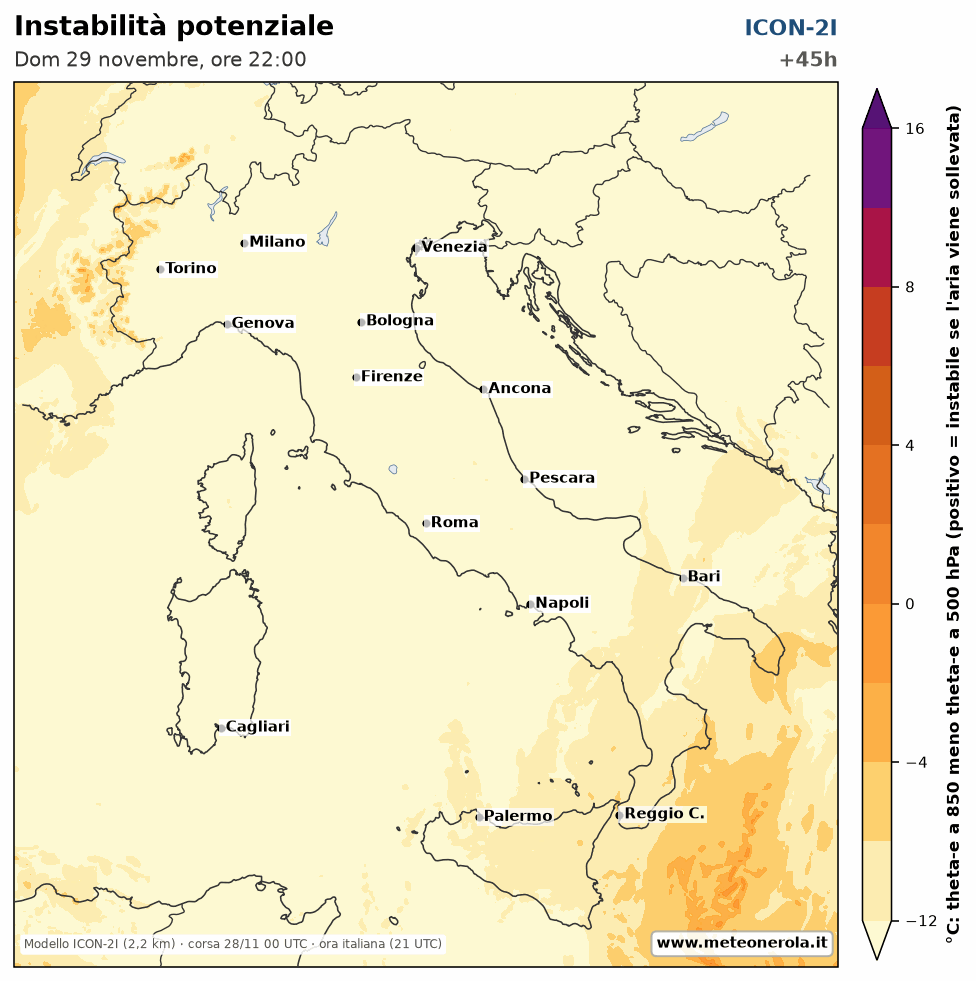 Instabilità potenziale
ICON-2I
Dom 29 novembre, ore 22:00
+45h
16
8
4
0
−4
−12
°C: theta-e a 850 meno theta-e a 500 hPa (positivo = instabile se l'aria viene sollevata)
Milano
Venezia
Torino
Genova
Bologna
Firenze
Ancona
Pescara
Roma
Bari
Napoli
Cagliari
Palermo
Reggio C.
Modello ICON-2I (2,2 km) · corsa 28/11 00 UTC · ora italiana (21 UTC)
www.meteonerola.it